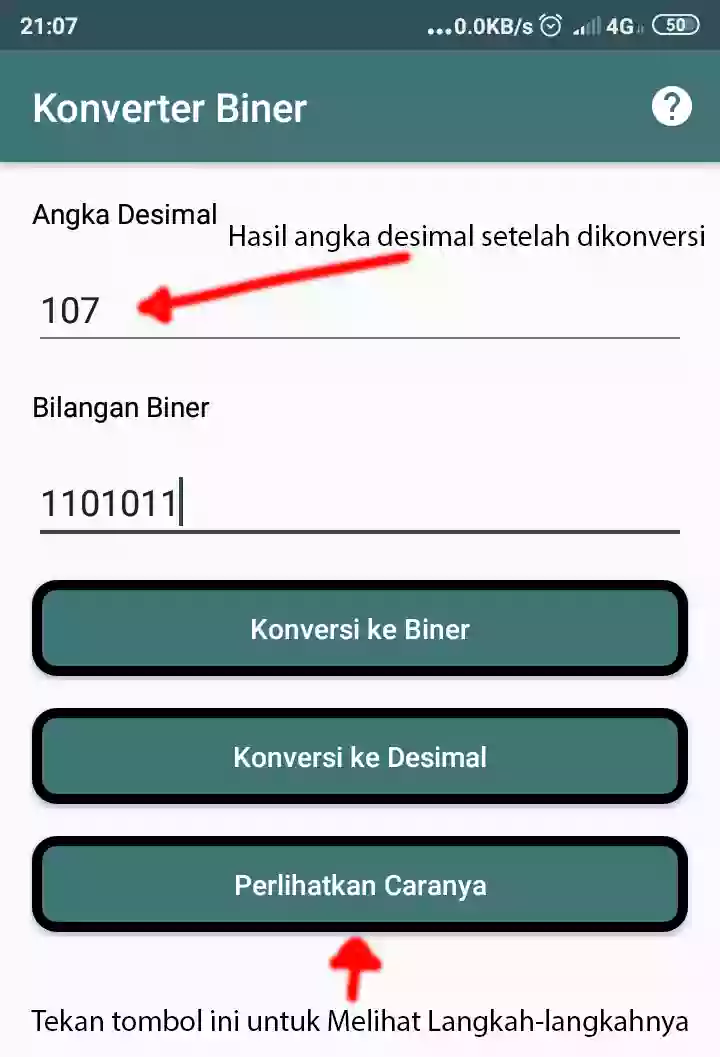 21:07 ...0.0KB/s 4G 50
Konverter Biner ?
Angka Desimal
Hasil angka desimal setelah dikonversi
107
Bilangan Biner
1101011
Konversi ke Biner
Konversi ke Desimal
Perlihatkan Caranya
Tekan tombol ini untuk Melihat Langkah-langkahnya